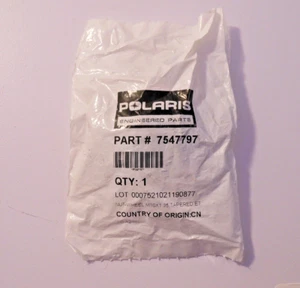 POLARIS
ENGINEERED PARTS
PART # 7547797
QTY: 1
LOT 0007521021190877
COUNTRY OF ORIGIN:CN